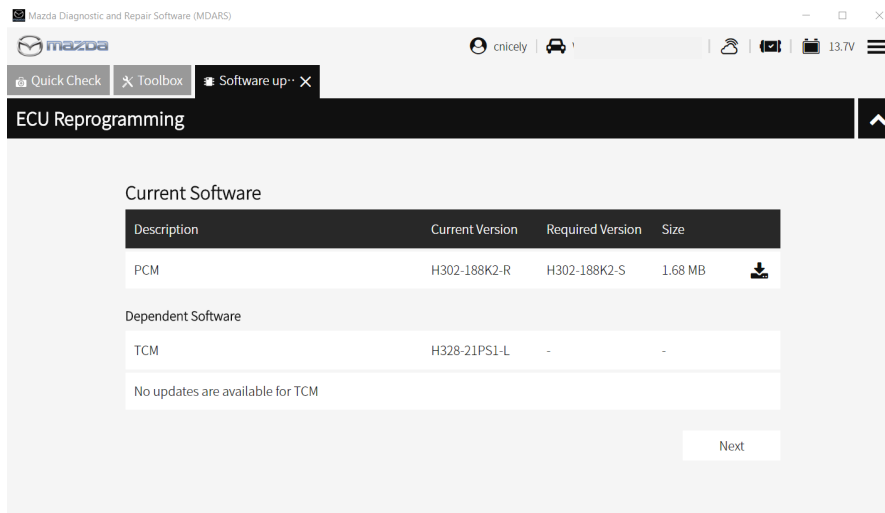 Mazda Diagnostic and Repair Software (MDARS)
mazda
cnicely
13.7V
Quick Check
Toolbox
Software up··
ECU Reprogramming
Current Software
Description Current Version Required Version Size
PCM H302-188K2-R H302-188K2-S 1.68 MB
Dependent Software
TCM H328-21PS1-L - -
No updates are available for TCM
Next